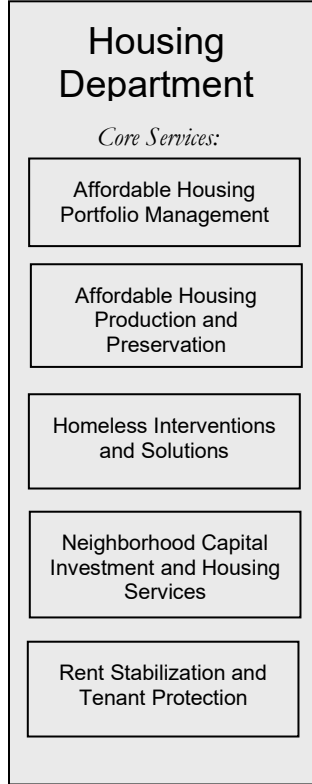 Housing
Department
Core Services:
Affordable Housing
Portfolio Management
Affordable Housing
Production and
Preservation
Homeless Interventions
and Solutions
Neighborhood Capital
Investment and Housing
Services
Rent Stabilization and
Tenant Protection